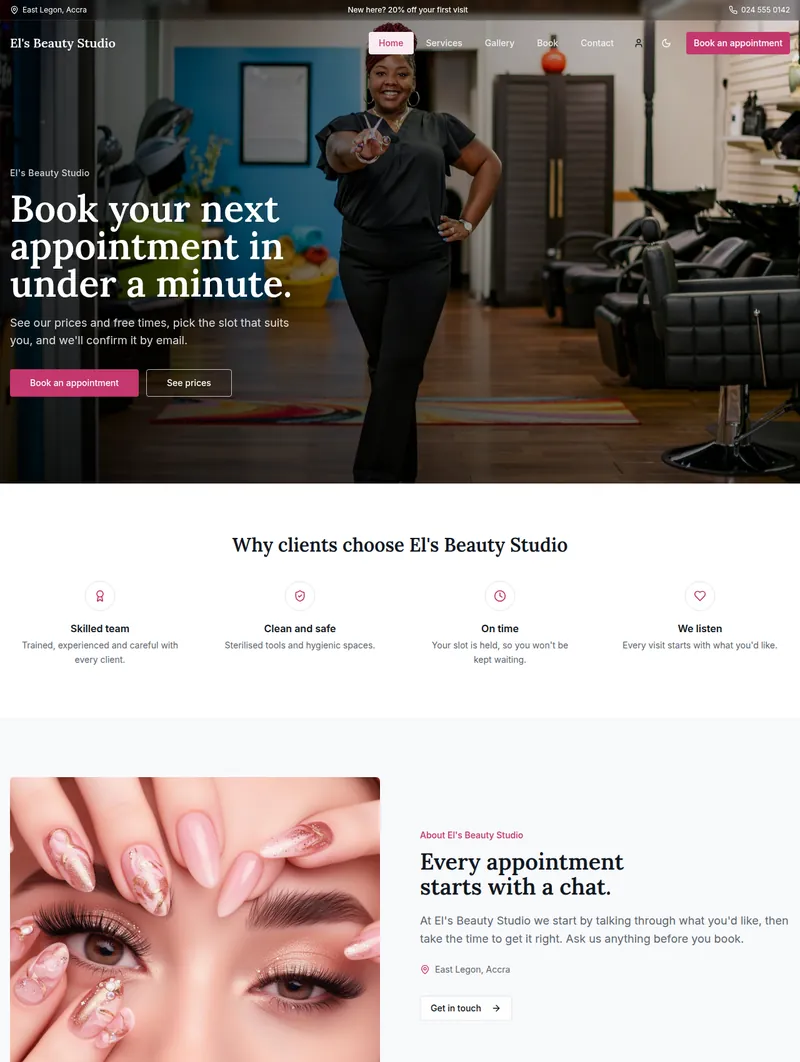 East Legon, Accra
New here? 20% off your first visit
024 555 0142
El's Beauty Studio
Home
Services
Gallery
Book
Contact
Book an appointment
El's Beauty Studio
Book your next
appointment in
under a minute.
See our prices and free times, pick the slot that suits
you, and we'll confirm it by email.
Book an appointment
See prices
Why clients choose El's Beauty Studio
Skilled team
Trained, experienced and careful with
every client.
Clean and safe
Sterilised tools and hygienic spaces.
On time
Your slot is held, so you won't be
kept waiting.
We listen
Every visit starts with what you'd like.
About El's Beauty Studio
Every appointment
starts with a chat.
At El's Beauty Studio we start by talking through what you'd like, then
take the time to get it right. Ask us anything before you book.
East Legon, Accra
Get in touch